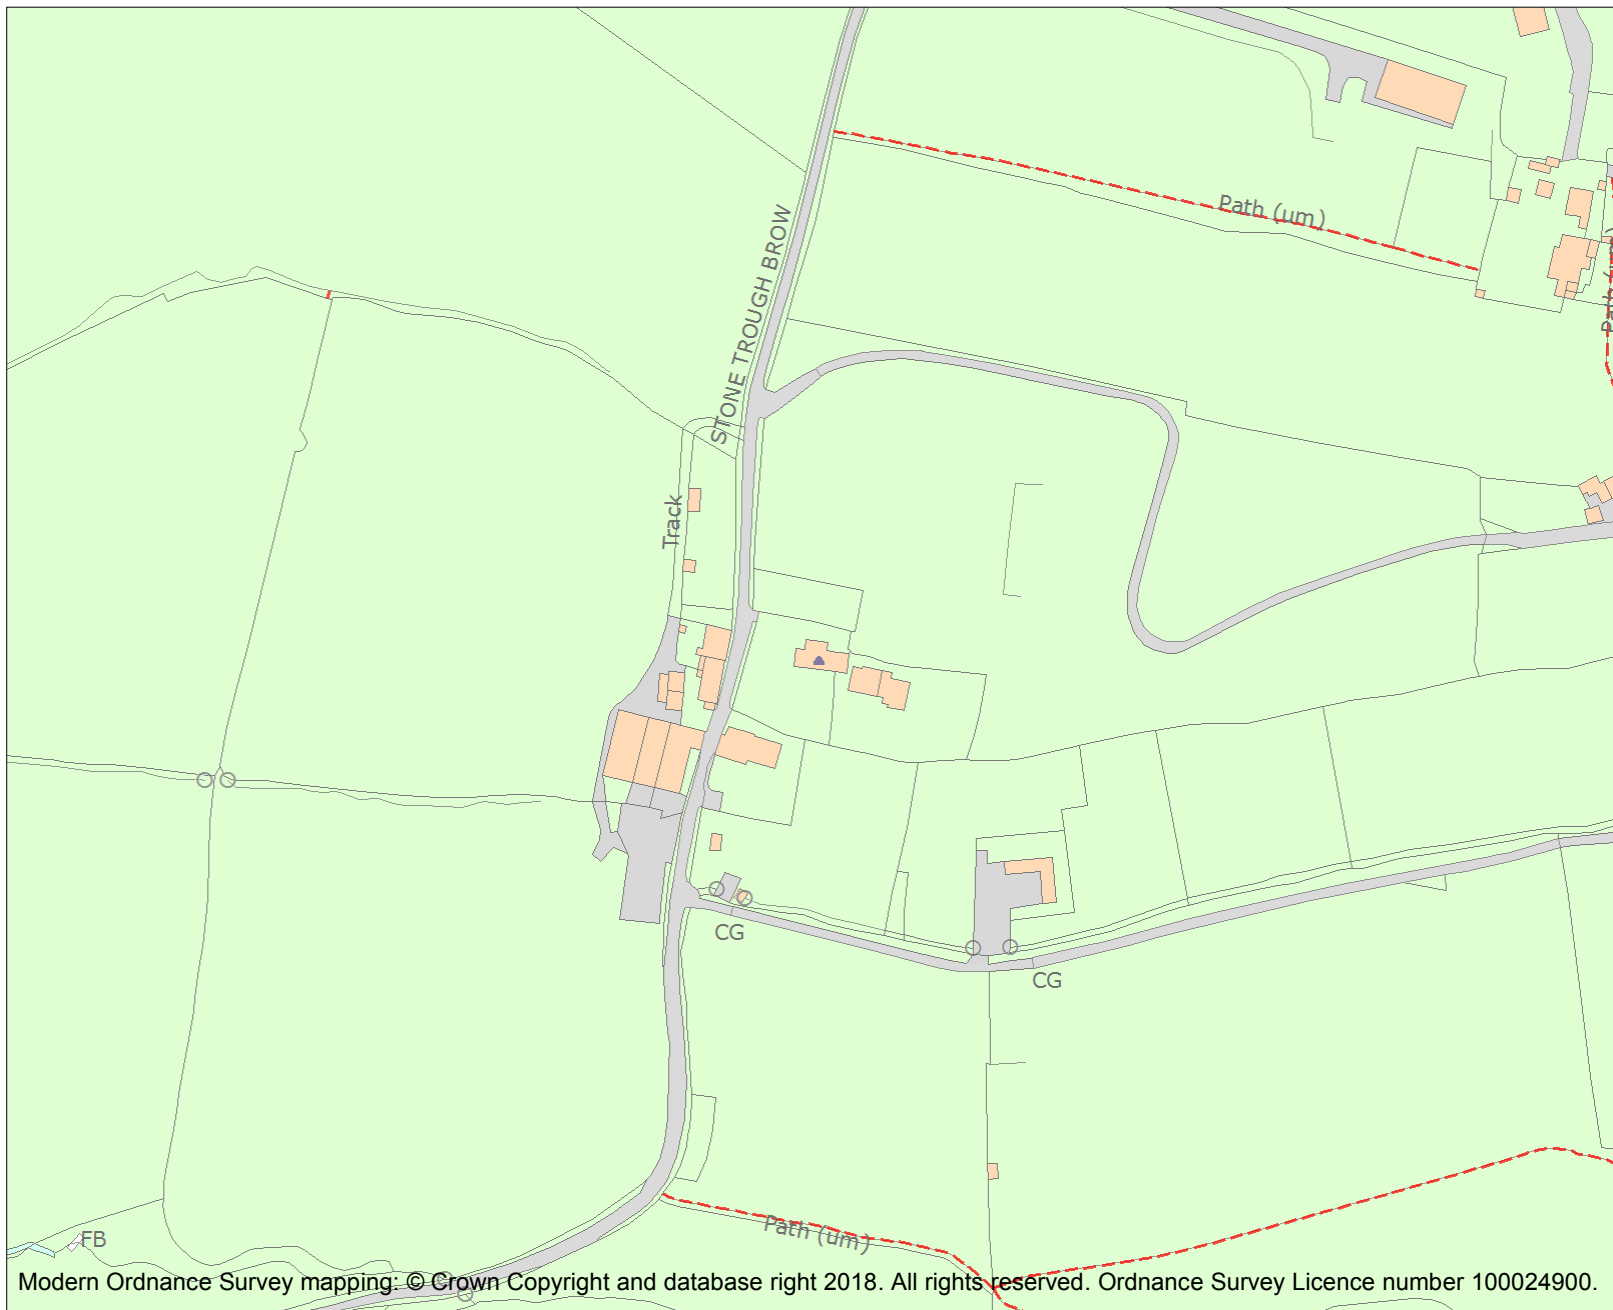 Path (um)
STONE TROUGH BROW
Track
CG
CG
Path (um)
FB
Modern Ordnance Survey mapping: © Crown Copyright and database right 2018. All rights reserved. Ordnance Survey Licence number 100024900.